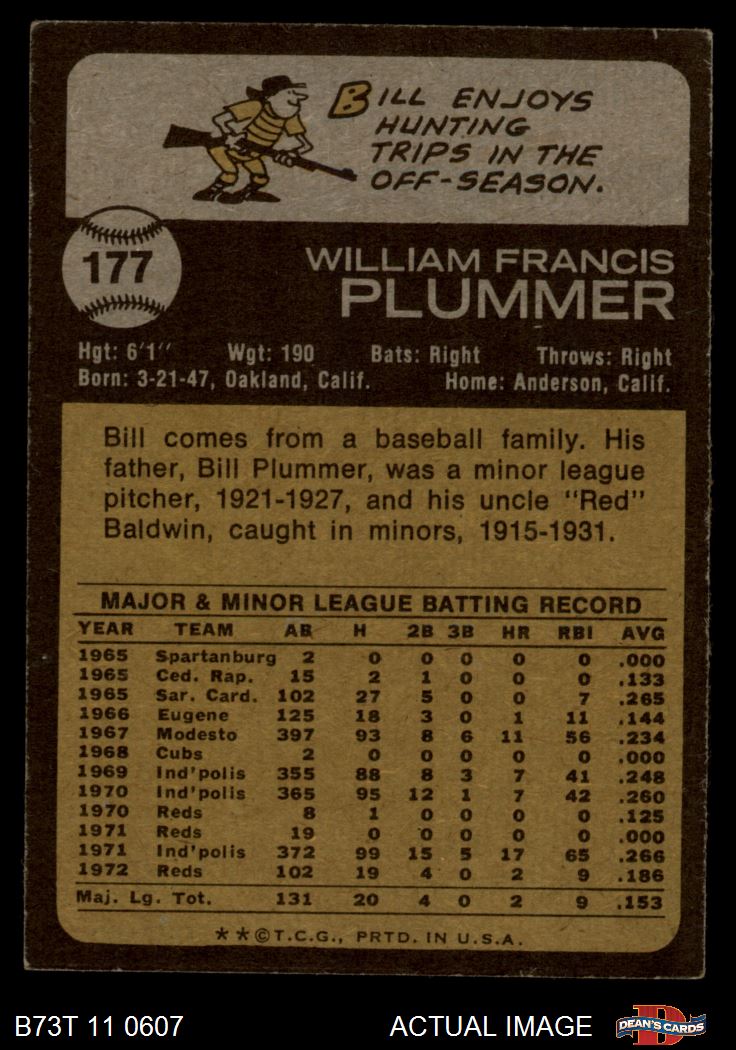 BILL ENJOYS
HUNTING
TRIPS IN THE
OFF-SEASON.
177
WILLIAM FRANCIS
PLUMMER
Hgt: 6'1" Wgt: 190 Bats: Right Throws: Right
Born: 3-21-47, Oakland, Calif. Home: Anderson, Calif.
Bill comes from a baseball family. His
father, Bill Plummer, was a minor league
pitcher, 1921-1927, and his uncle "Red"
Baldwin, caught in minors, 1915-1931.
MAJOR & MINOR LEAGUE BATTING RECORD
YEAR TEAM AB H 2B 3B HR RBI AVG
1965 Spartanburg 2 0 0 0 0 0 .000
1965 Ced. Rap. 15 2 1 0 0 0 .133
1965 Sar. Card. 102 27 5 0 0 7 .265
1966 Eugene 125 18 3 0 1 11 .144
1967 Modesto 397 93 8 6 11 56 .234
1968 Cubs 2 0 0 0 0 0 .000
1969 Ind'polis 355 88 8 3 7 41 .248
1970 Ind'polis 365 95 12 1 7 42 .260
1970 Reds 8 1 0 0 0 0 .125
1971 Reds 19 0 0 0 0 0 .000
1971 Ind'polis 372 99 15 5 17 65 .266
1972 Reds 102 19 4 0 2 9 .186
Maj. Lg. Tot. 131 20 4 0 2 9 .153
**©T.C.G., PRTD. IN U.S.A.
B73T 11 0607 ACTUAL IMAGE D DEAN'S CARDS